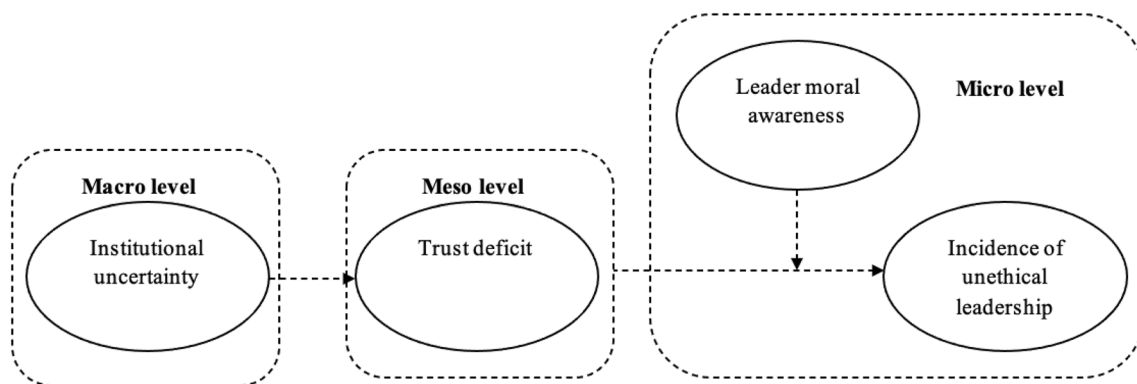 Macro level
Institutional
uncertainty
Meso level
Trust deficit
Leader moral
awareness
Micro level
Incidence of
unethical
leadership